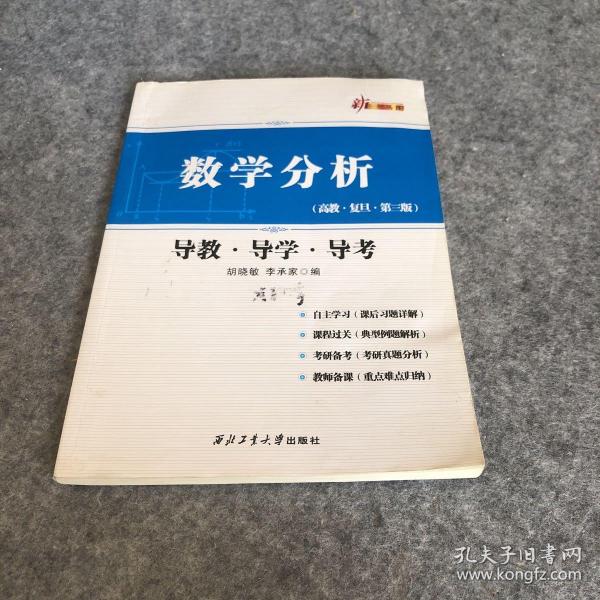 新
数学分析
(高教·复旦·第三版)
导教·导学·导考
胡晓敏 李承家◎编
自主学习(课后习题详解)
课程过关(典型例题解析)
考研备考(考研真题分析)
教师备课(重点难点归纳)
西北工业大学出版社
孔夫子旧书网
www.kongfz.com